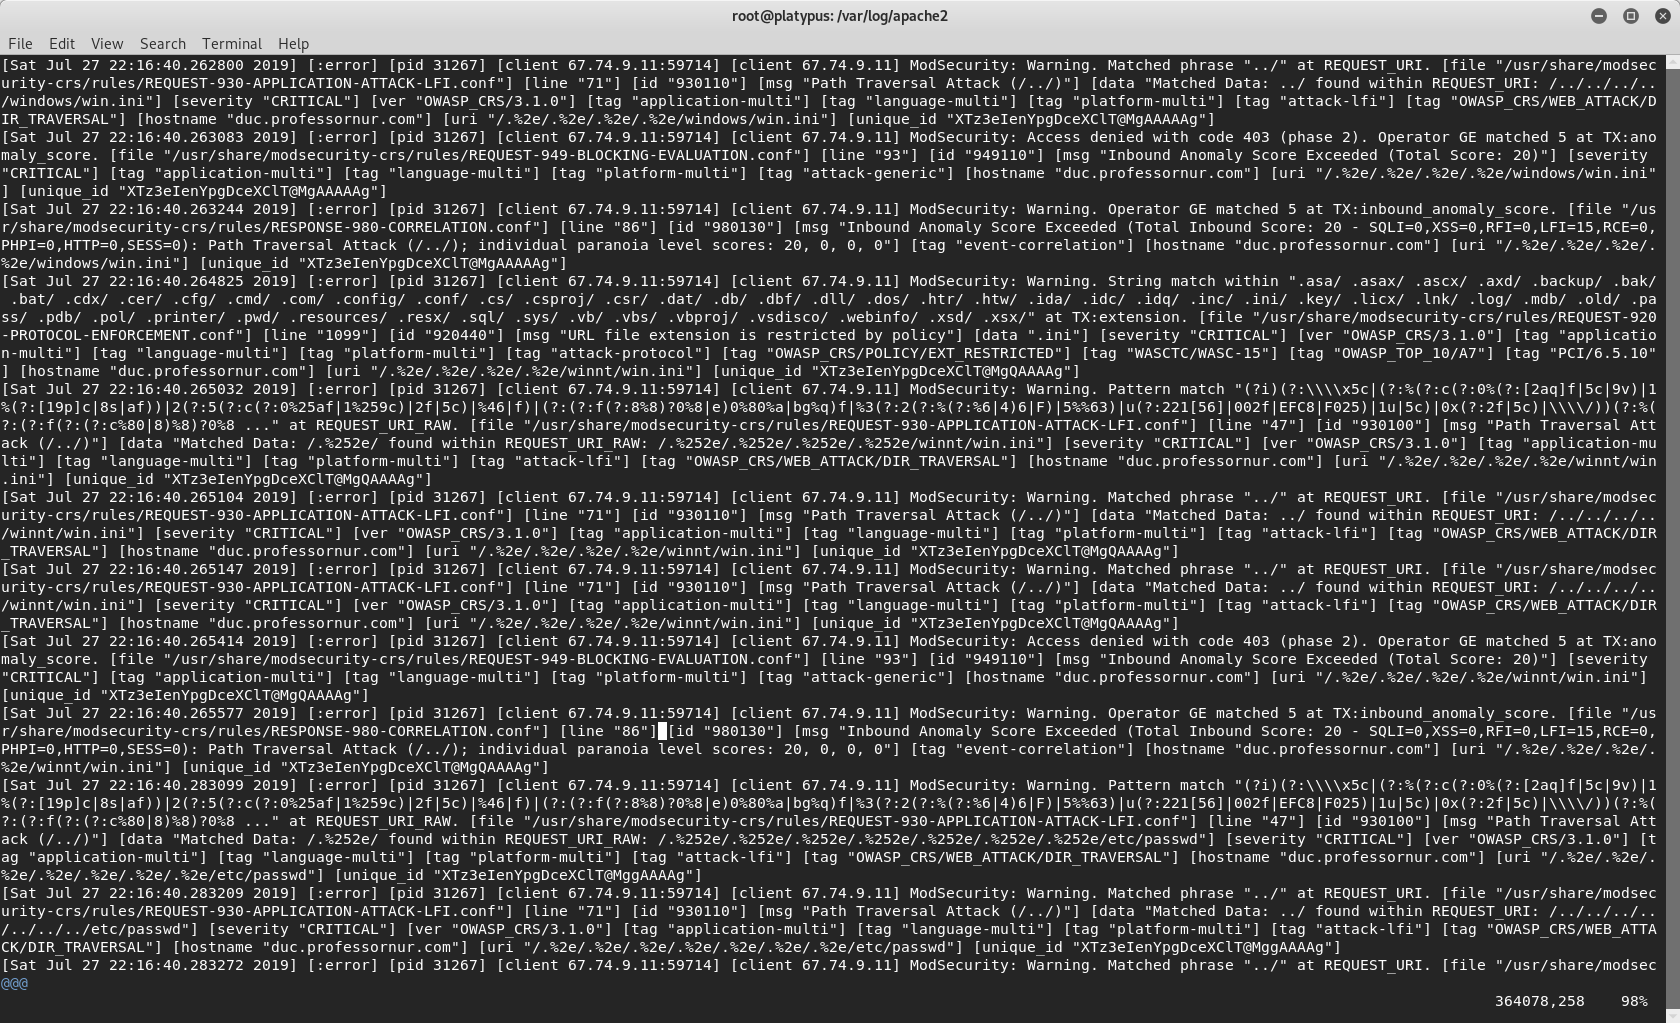 root@platypus: /var/log/apache2
File Edit View Search Terminal Help
[Sat Jul 27 22:16:40.262800 2019] [:error] [pid 31267] [client 67.74.9.11:59714] [client 67.74.9.11] ModSecurity: Warning. Matched phrase "../" at REQUEST_URI. [file "/usr/share/modsec
urity-crs/rules/REQUEST-930-APPLICATION-ATTACK-LFI.conf"] [line "71"] [id "930110"] [msg "Path Traversal Attack (/../)"] [data "Matched Data: ../ found within REQUEST_URI: /../../../..
/windows/win.ini"] [severity "CRITICAL"] [ver "OWASP_CRS/3.1.0"] [tag "application-multi"] [tag "language-multi"] [tag "platform-multi"] [tag "attack-lfi"] [tag "OWASP_CRS/WEB_ATTACK/D
IR_TRAVERSAL"] [hostname "duc.professornur.com"] [uri "/.%2e/.%2e/.%2e/.%2e/windows/win.ini"] [unique_id "XTz3eIenYpgDceXClT@MgAAAAAg"]
[Sat Jul 27 22:16:40.263083 2019] [:error] [pid 31267] [client 67.74.9.11:59714] [client 67.74.9.11] ModSecurity: Access denied with code 403 (phase 2). Operator GE matched 5 at TX:ano
maly_score. [file "/usr/share/modsecurity-crs/rules/REQUEST-949-BLOCKING-EVALUATION.conf"] [line "93"] [id "949110"] [msg "Inbound Anomaly Score Exceeded (Total Score: 20)"] [severity
"CRITICAL"] [tag "application-multi"] [tag "language-multi"] [tag "platform-multi"] [tag "attack-generic"] [hostname "duc.professornur.com"] [uri "/.%2e/.%2e/.%2e/.%2e/windows/win.ini"
] [unique_id "XTz3eIenYpgDceXClT@MgAAAAAg"]
[Sat Jul 27 22:16:40.263244 2019] [:error] [pid 31267] [client 67.74.9.11:59714] [client 67.74.9.11] ModSecurity: Warning. Operator GE matched 5 at TX:inbound_anomaly_score. [file "/us
r/share/modsecurity-crs/rules/RESPONSE-980-CORRELATION.conf"] [line "86"] [id "980130"] [msg "Inbound Anomaly Score Exceeded (Total Inbound Score: 20 - SQLI=0,XSS=0,RFI=0,LFI=15,RCE=0,
PHPI=0,HTTP=0,SESS=0): Path Traversal Attack (/../); individual paranoia level scores: 20, 0, 0, 0"] [tag "event-correlation"] [hostname "duc.professornur.com"] [uri "/.%2e/.%2e/.%2e/.
%2e/windows/win.ini"] [unique_id "XTz3eIenYpgDceXClT@MgAAAAAg"]
[Sat Jul 27 22:16:40.264825 2019] [:error] [pid 31267] [client 67.74.9.11:59714] [client 67.74.9.11] ModSecurity: Warning. String match within ".asa/ .asax/ .ascx/ .axd/ .backup/ .bak/
 .bat/ .cdx/ .cer/ .cfg/ .cmd/ .com/ .config/ .conf/ .cs/ .csproj/ .csr/ .dat/ .db/ .dbf/ .dll/ .dos/ .htr/ .htw/ .ida/ .idc/ .idq/ .inc/ .ini/ .key/ .licx/ .lnk/ .log/ .mdb/ .old/ .pa
ss/ .pdb/ .pol/ .printer/ .pwd/ .resources/ .resx/ .sql/ .sys/ .vb/ .vbs/ .vbproj/ .vsdisco/ .webinfo/ .xsd/ .xsx/" at TX:extension. [file "/usr/share/modsecurity-crs/rules/REQUEST-920
-PROTOCOL-ENFORCEMENT.conf"] [line "1099"] [id "920440"] [msg "URL file extension is restricted by policy"] [data ".ini"] [severity "CRITICAL"] [ver "OWASP_CRS/3.1.0"] [tag "applicatio
n-multi"] [tag "language-multi"] [tag "platform-multi"] [tag "attack-protocol"] [tag "OWASP_CRS/POLICY/EXT_RESTRICTED"] [tag "WASCTC/WASC-15"] [tag "OWASP_TOP_10/A7"] [tag "PCI/6.5.10"
] [hostname "duc.professornur.com"] [uri "/.%2e/.%2e/.%2e/.%2e/winnt/win.ini"] [unique_id "XTz3eIenYpgDceXClT@MgQAAAAg"]
[Sat Jul 27 22:16:40.265032 2019] [:error] [pid 31267] [client 67.74.9.11:59714] [client 67.74.9.11] ModSecurity: Warning. Pattern match "(?i)(?:\\\\x5c|(?:%(?:c(?:0%(?:[2aq]f|5c|9v)|1
%(?:[19p]c|8s|af))|2(?:5(?:c(?:0%25af|1%259c)|2f|5c)|%46|f)|(?:(?:f(?:8%8)?0%8|e)0%80%a|bg%q)f|%3(?:2(?:%(?:%6|4)6|F)|5%%63)|u(?:221[56]|002f|EFC8|F025)|1u|5c)|0x(?:2f|5c)|\\\\/))(?:%(
?:(?:f(?:(?:c%80|8)%8)?0%8 ..." at REQUEST_URI_RAW. [file "/usr/share/modsecurity-crs/rules/REQUEST-930-APPLICATION-ATTACK-LFI.conf"] [line "47"] [id "930100"] [msg "Path Traversal Att
ack (/../)"] [data "Matched Data: /.%252e/ found within REQUEST_URI_RAW: /.%252e/.%252e/.%252e/.%252e/winnt/win.ini"] [severity "CRITICAL"] [ver "OWASP_CRS/3.1.0"] [tag "application-mu
lti"] [tag "language-multi"] [tag "platform-multi"] [tag "attack-lfi"] [tag "OWASP_CRS/WEB_ATTACK/DIR_TRAVERSAL"] [hostname "duc.professornur.com"] [uri "/.%2e/.%2e/.%2e/.%2e/winnt/win
.ini"] [unique_id "XTz3eIenYpgDceXClT@MgQAAAAg"]
[Sat Jul 27 22:16:40.265104 2019] [:error] [pid 31267] [client 67.74.9.11:59714] [client 67.74.9.11] ModSecurity: Warning. Matched phrase "../" at REQUEST_URI. [file "/usr/share/modsec
urity-crs/rules/REQUEST-930-APPLICATION-ATTACK-LFI.conf"] [line "71"] [id "930110"] [msg "Path Traversal Attack (/../)"] [data "Matched Data: ../ found within REQUEST_URI: /../../../..
/winnt/win.ini"] [severity "CRITICAL"] [ver "OWASP_CRS/3.1.0"] [tag "application-multi"] [tag "language-multi"] [tag "platform-multi"] [tag "attack-lfi"] [tag "OWASP_CRS/WEB_ATTACK/DIR
_TRAVERSAL"] [hostname "duc.professornur.com"] [uri "/.%2e/.%2e/.%2e/.%2e/winnt/win.ini"] [unique_id "XTz3eIenYpgDceXClT@MgQAAAAg"]
[Sat Jul 27 22:16:40.265147 2019] [:error] [pid 31267] [client 67.74.9.11:59714] [client 67.74.9.11] ModSecurity: Warning. Matched phrase "../" at REQUEST_URI. [file "/usr/share/modsec
urity-crs/rules/REQUEST-930-APPLICATION-ATTACK-LFI.conf"] [line "71"] [id "930110"] [msg "Path Traversal Attack (/../)"] [data "Matched Data: ../ found within REQUEST_URI: /../../../..
/winnt/win.ini"] [severity "CRITICAL"] [ver "OWASP_CRS/3.1.0"] [tag "application-multi"] [tag "language-multi"] [tag "platform-multi"] [tag "attack-lfi"] [tag "OWASP_CRS/WEB_ATTACK/DIR
_TRAVERSAL"] [hostname "duc.professornur.com"] [uri "/.%2e/.%2e/.%2e/.%2e/winnt/win.ini"] [unique_id "XTz3eIenYpgDceXClT@MgQAAAAg"]
[Sat Jul 27 22:16:40.265414 2019] [:error] [pid 31267] [client 67.74.9.11:59714] [client 67.74.9.11] ModSecurity: Access denied with code 403 (phase 2). Operator GE matched 5 at TX:ano
maly_score. [file "/usr/share/modsecurity-crs/rules/REQUEST-949-BLOCKING-EVALUATION.conf"] [line "93"] [id "949110"] [msg "Inbound Anomaly Score Exceeded (Total Score: 20)"] [severity
"CRITICAL"] [tag "application-multi"] [tag "language-multi"] [tag "platform-multi"] [tag "attack-generic"] [hostname "duc.professornur.com"] [uri "/.%2e/.%2e/.%2e/.%2e/winnt/win.ini"]
[unique_id "XTz3eIenYpgDceXClT@MgQAAAAg"]
[Sat Jul 27 22:16:40.265577 2019] [:error] [pid 31267] [client 67.74.9.11:59714] [client 67.74.9.11] ModSecurity: Warning. Operator GE matched 5 at TX:inbound_anomaly_score. [file "/us
r/share/modsecurity-crs/rules/RESPONSE-980-CORRELATION.conf"] [line "86"] [id "980130"] [msg "Inbound Anomaly Score Exceeded (Total Inbound Score: 20 - SQLI=0,XSS=0,RFI=0,LFI=15,RCE=0,
PHPI=0,HTTP=0,SESS=0): Path Traversal Attack (/../); individual paranoia level scores: 20, 0, 0, 0"] [tag "event-correlation"] [hostname "duc.professornur.com"] [uri "/.%2e/.%2e/.%2e/.
%2e/winnt/win.ini"] [unique_id "XTz3eIenYpgDceXClT@MgQAAAAg"]
[Sat Jul 27 22:16:40.283099 2019] [:error] [pid 31267] [client 67.74.9.11:59714] [client 67.74.9.11] ModSecurity: Warning. Pattern match "(?i)(?:\\\\x5c|(?:%(?:c(?:0%(?:[2aq]f|5c|9v)|1
%(?:[19p]c|8s|af))|2(?:5(?:c(?:0%25af|1%259c)|2f|5c)|%46|f)|(?:(?:f(?:8%8)?0%8|e)0%80%a|bg%q)f|%3(?:2(?:%(?:%6|4)6|F)|5%%63)|u(?:221[56]|002f|EFC8|F025)|1u|5c)|0x(?:2f|5c)|\\\\/))(?:%(
?:(?:f(?:(?:c%80|8)%8)?0%8 ..." at REQUEST_URI_RAW. [file "/usr/share/modsecurity-crs/rules/REQUEST-930-APPLICATION-ATTACK-LFI.conf"] [line "47"] [id "930100"] [msg "Path Traversal Att
ack (/../)"] [data "Matched Data: /.%252e/ found within REQUEST_URI_RAW: /.%252e/.%252e/.%252e/.%252e/.%252e/.%252e/.%252e/etc/passwd"] [severity "CRITICAL"] [ver "OWASP_CRS/3.1.0"] [t
ag "application-multi"] [tag "language-multi"] [tag "platform-multi"] [tag "attack-lfi"] [tag "OWASP_CRS/WEB_ATTACK/DIR_TRAVERSAL"] [hostname "duc.professornur.com"] [uri "/.%2e/.%2e/.
%2e/.%2e/.%2e/.%2e/.%2e/etc/passwd"] [unique_id "XTz3eIenYpgDceXClT@MggAAAAg"]
[Sat Jul 27 22:16:40.283209 2019] [:error] [pid 31267] [client 67.74.9.11:59714] [client 67.74.9.11] ModSecurity: Warning. Matched phrase "../" at REQUEST_URI. [file "/usr/share/modsec
urity-crs/rules/REQUEST-930-APPLICATION-ATTACK-LFI.conf"] [line "71"] [id "930110"] [msg "Path Traversal Attack (/../)"] [data "Matched Data: ../ found within REQUEST_URI: /../../../..
/../../../etc/passwd"] [severity "CRITICAL"] [ver "OWASP_CRS/3.1.0"] [tag "application-multi"] [tag "language-multi"] [tag "platform-multi"] [tag "attack-lfi"] [tag "OWASP_CRS/WEB_ATTA
CK/DIR_TRAVERSAL"] [hostname "duc.professornur.com"] [uri "/.%2e/.%2e/.%2e/.%2e/.%2e/.%2e/.%2e/etc/passwd"] [unique_id "XTz3eIenYpgDceXClT@MggAAAAg"]
[Sat Jul 27 22:16:40.283272 2019] [:error] [pid 31267] [client 67.74.9.11:59714] [client 67.74.9.11] ModSecurity: Warning. Matched phrase "../" at REQUEST_URI. [file "/usr/share/modsec
@@@
364078,258 98%